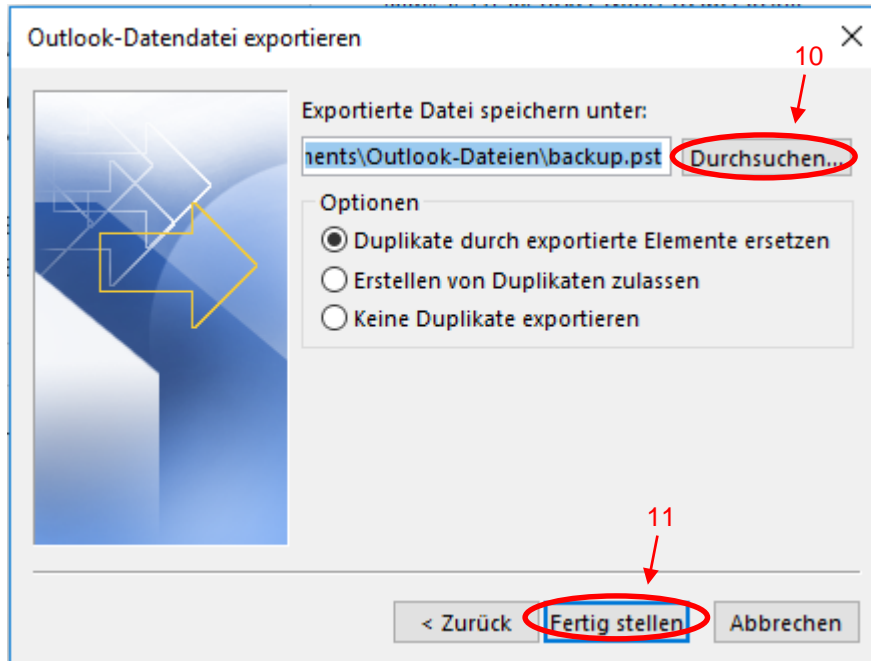 Outlook-Datendatei exportieren
10
Exportierte Datei speichern unter:
nents\Outlook-Dateien\backup.pst Durchsuchen...
Optionen
Duplikate durch exportierte Elemente ersetzen
Erstellen von Duplikaten zulassen
Keine Duplikate exportieren
11
< Zurück Fertig stellen Abbrechen